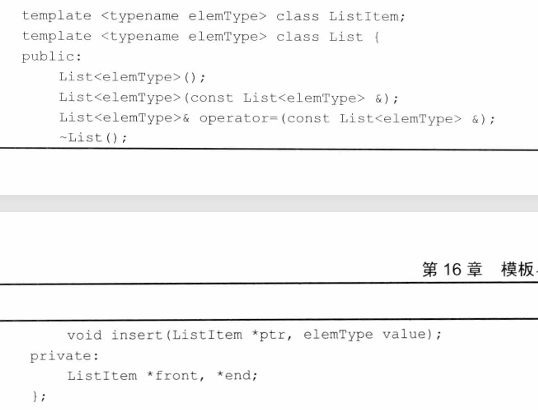 template <typename elemType> class ListItem;
template <typename elemType> class List {
public:
    List<elemType>();
    List<elemType>(const List<elemType> &);
    List<elemType>& operator=(const List<elemType> &);
    ~List();
第 16 章 模板
    void insert(ListItem *ptr, elemType value);
private:
    ListItem *front, *end;
};